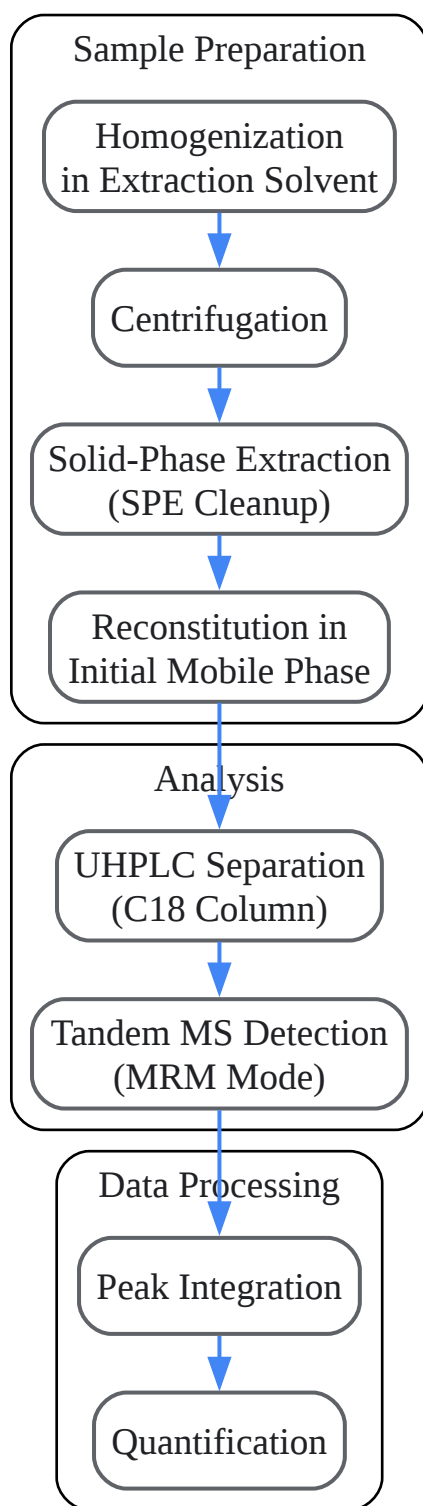 Sample Preparation
Homogenization
in Extraction Solvent
Centrifugation
Solid-Phase Extraction
(SPE Cleanup)
Reconstitution in
Initial Mobile Phase
Analysis
UHPLC Separation
(C18 Column)
Tandem MS Detection
(MRM Mode)
Data Processing
Peak Integration
Quantification